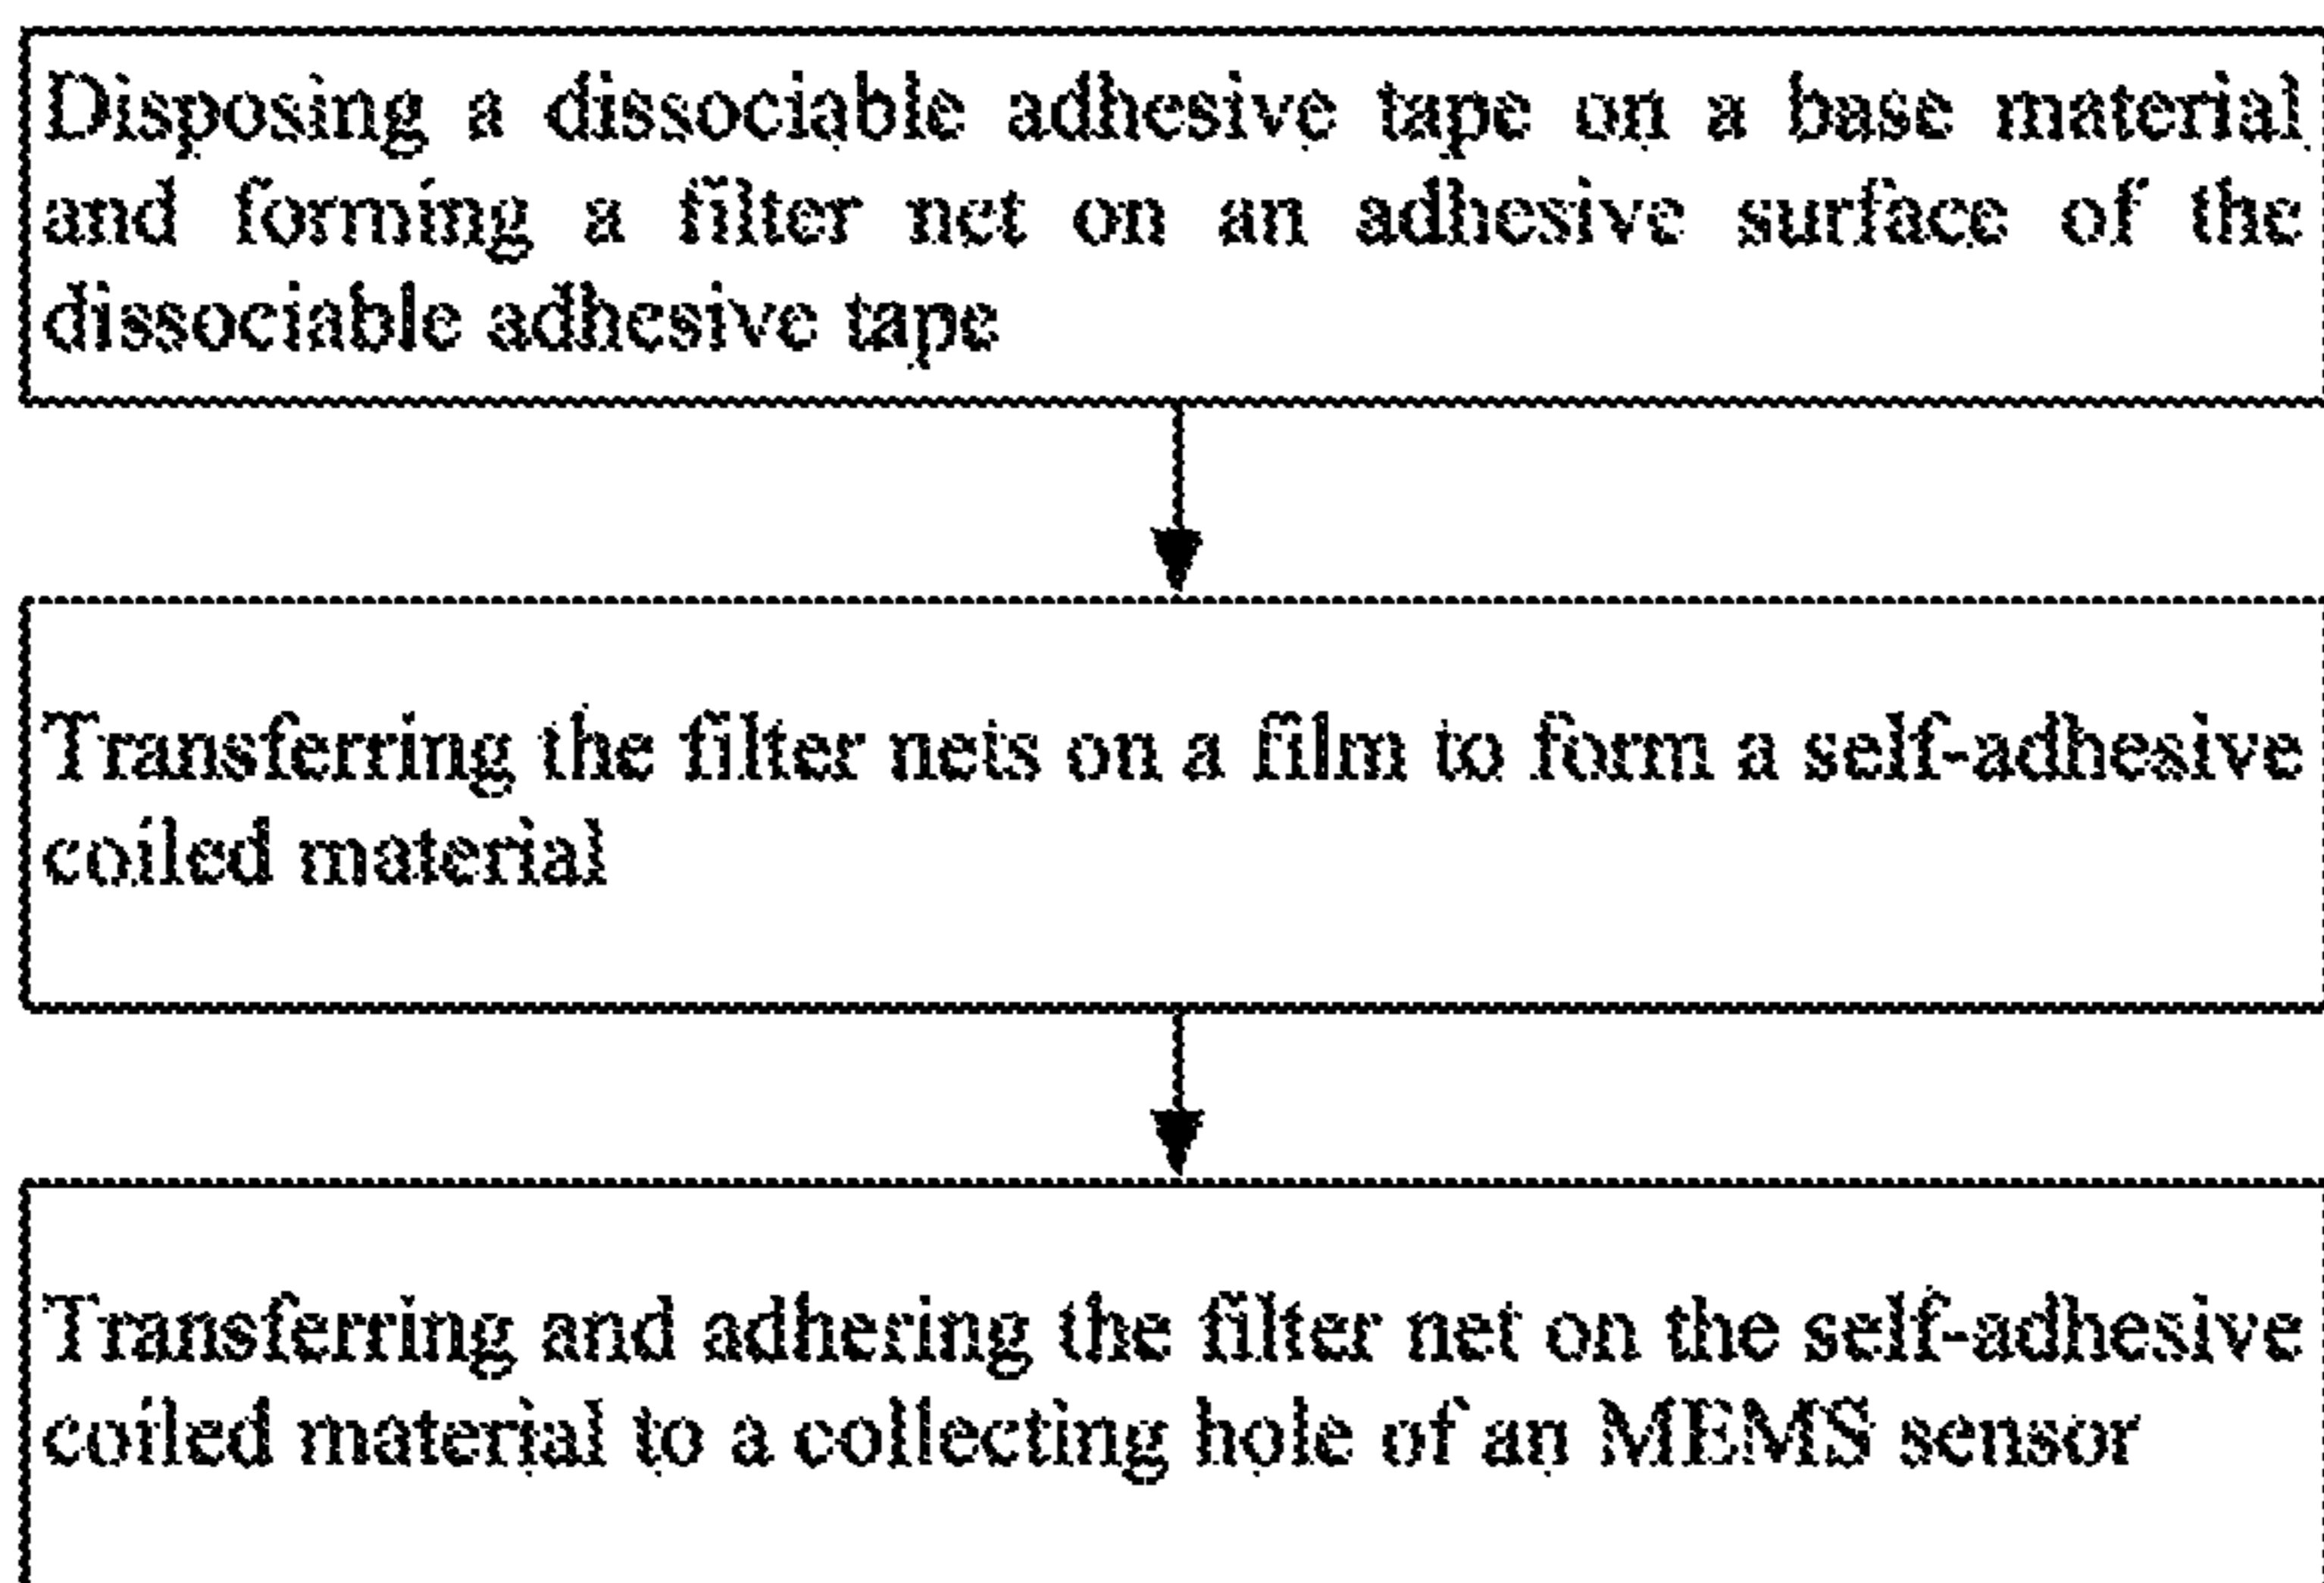 Disposing a dissociable adhesive tape on a base material
and forming a filter net on an adhesive surface of the
dissociable adhesive tape
Transferring the filter nets on a film to form a self-adhesive
coiled material
Transferring and adhering the filter net on the self-adhesive
coiled material to a collecting hole of an MEMS sensor